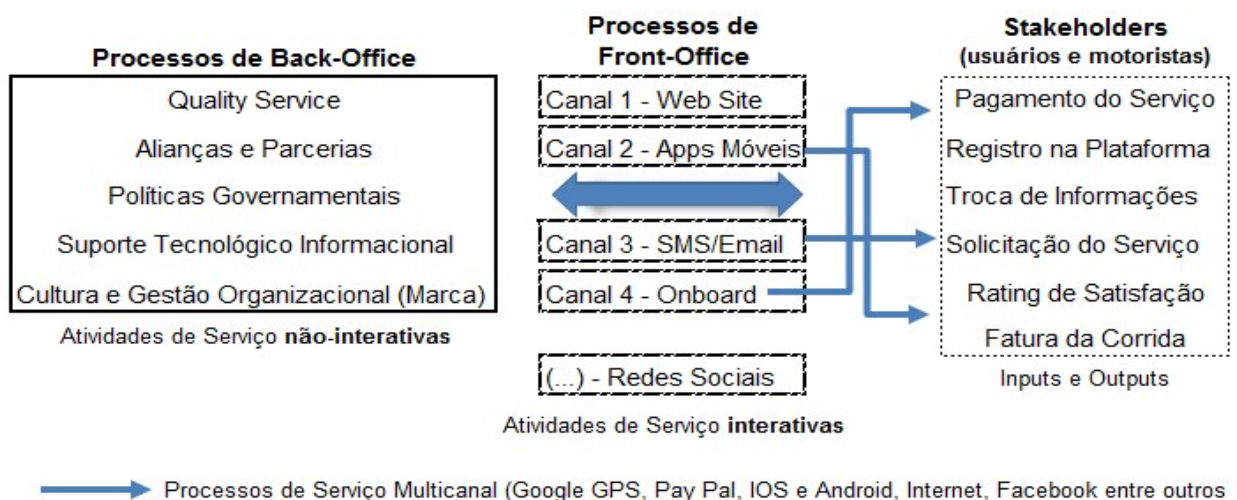 Processos de Back-Office
Quality Service
Alianças e Parcerias
Políticas Governamentais
Suporte Tecnológico Informacional
Cultura e Gestão Organizacional (Marca)
Atividades de Serviço não-interativas
Processos de
Front-Office
Canal 1 - Web Site
Canal 2 - Apps Móveis
Canal 3 - SMS/Email
Canal 4 - Onboard
(...) - Redes Sociais
Atividades de Serviço interativas
Stakeholders
(usuários e motoristas)
Pagamento do Serviço
Registro na Plataforma
Troca de Informações
Solicitação do Serviço
Rating de Satisfação
Fatura da Corrida
Inputs e Outputs
Processos de Serviço Multicanal (Google GPS, Pay Pal, IOS e Android, Internet, Facebook entre outros